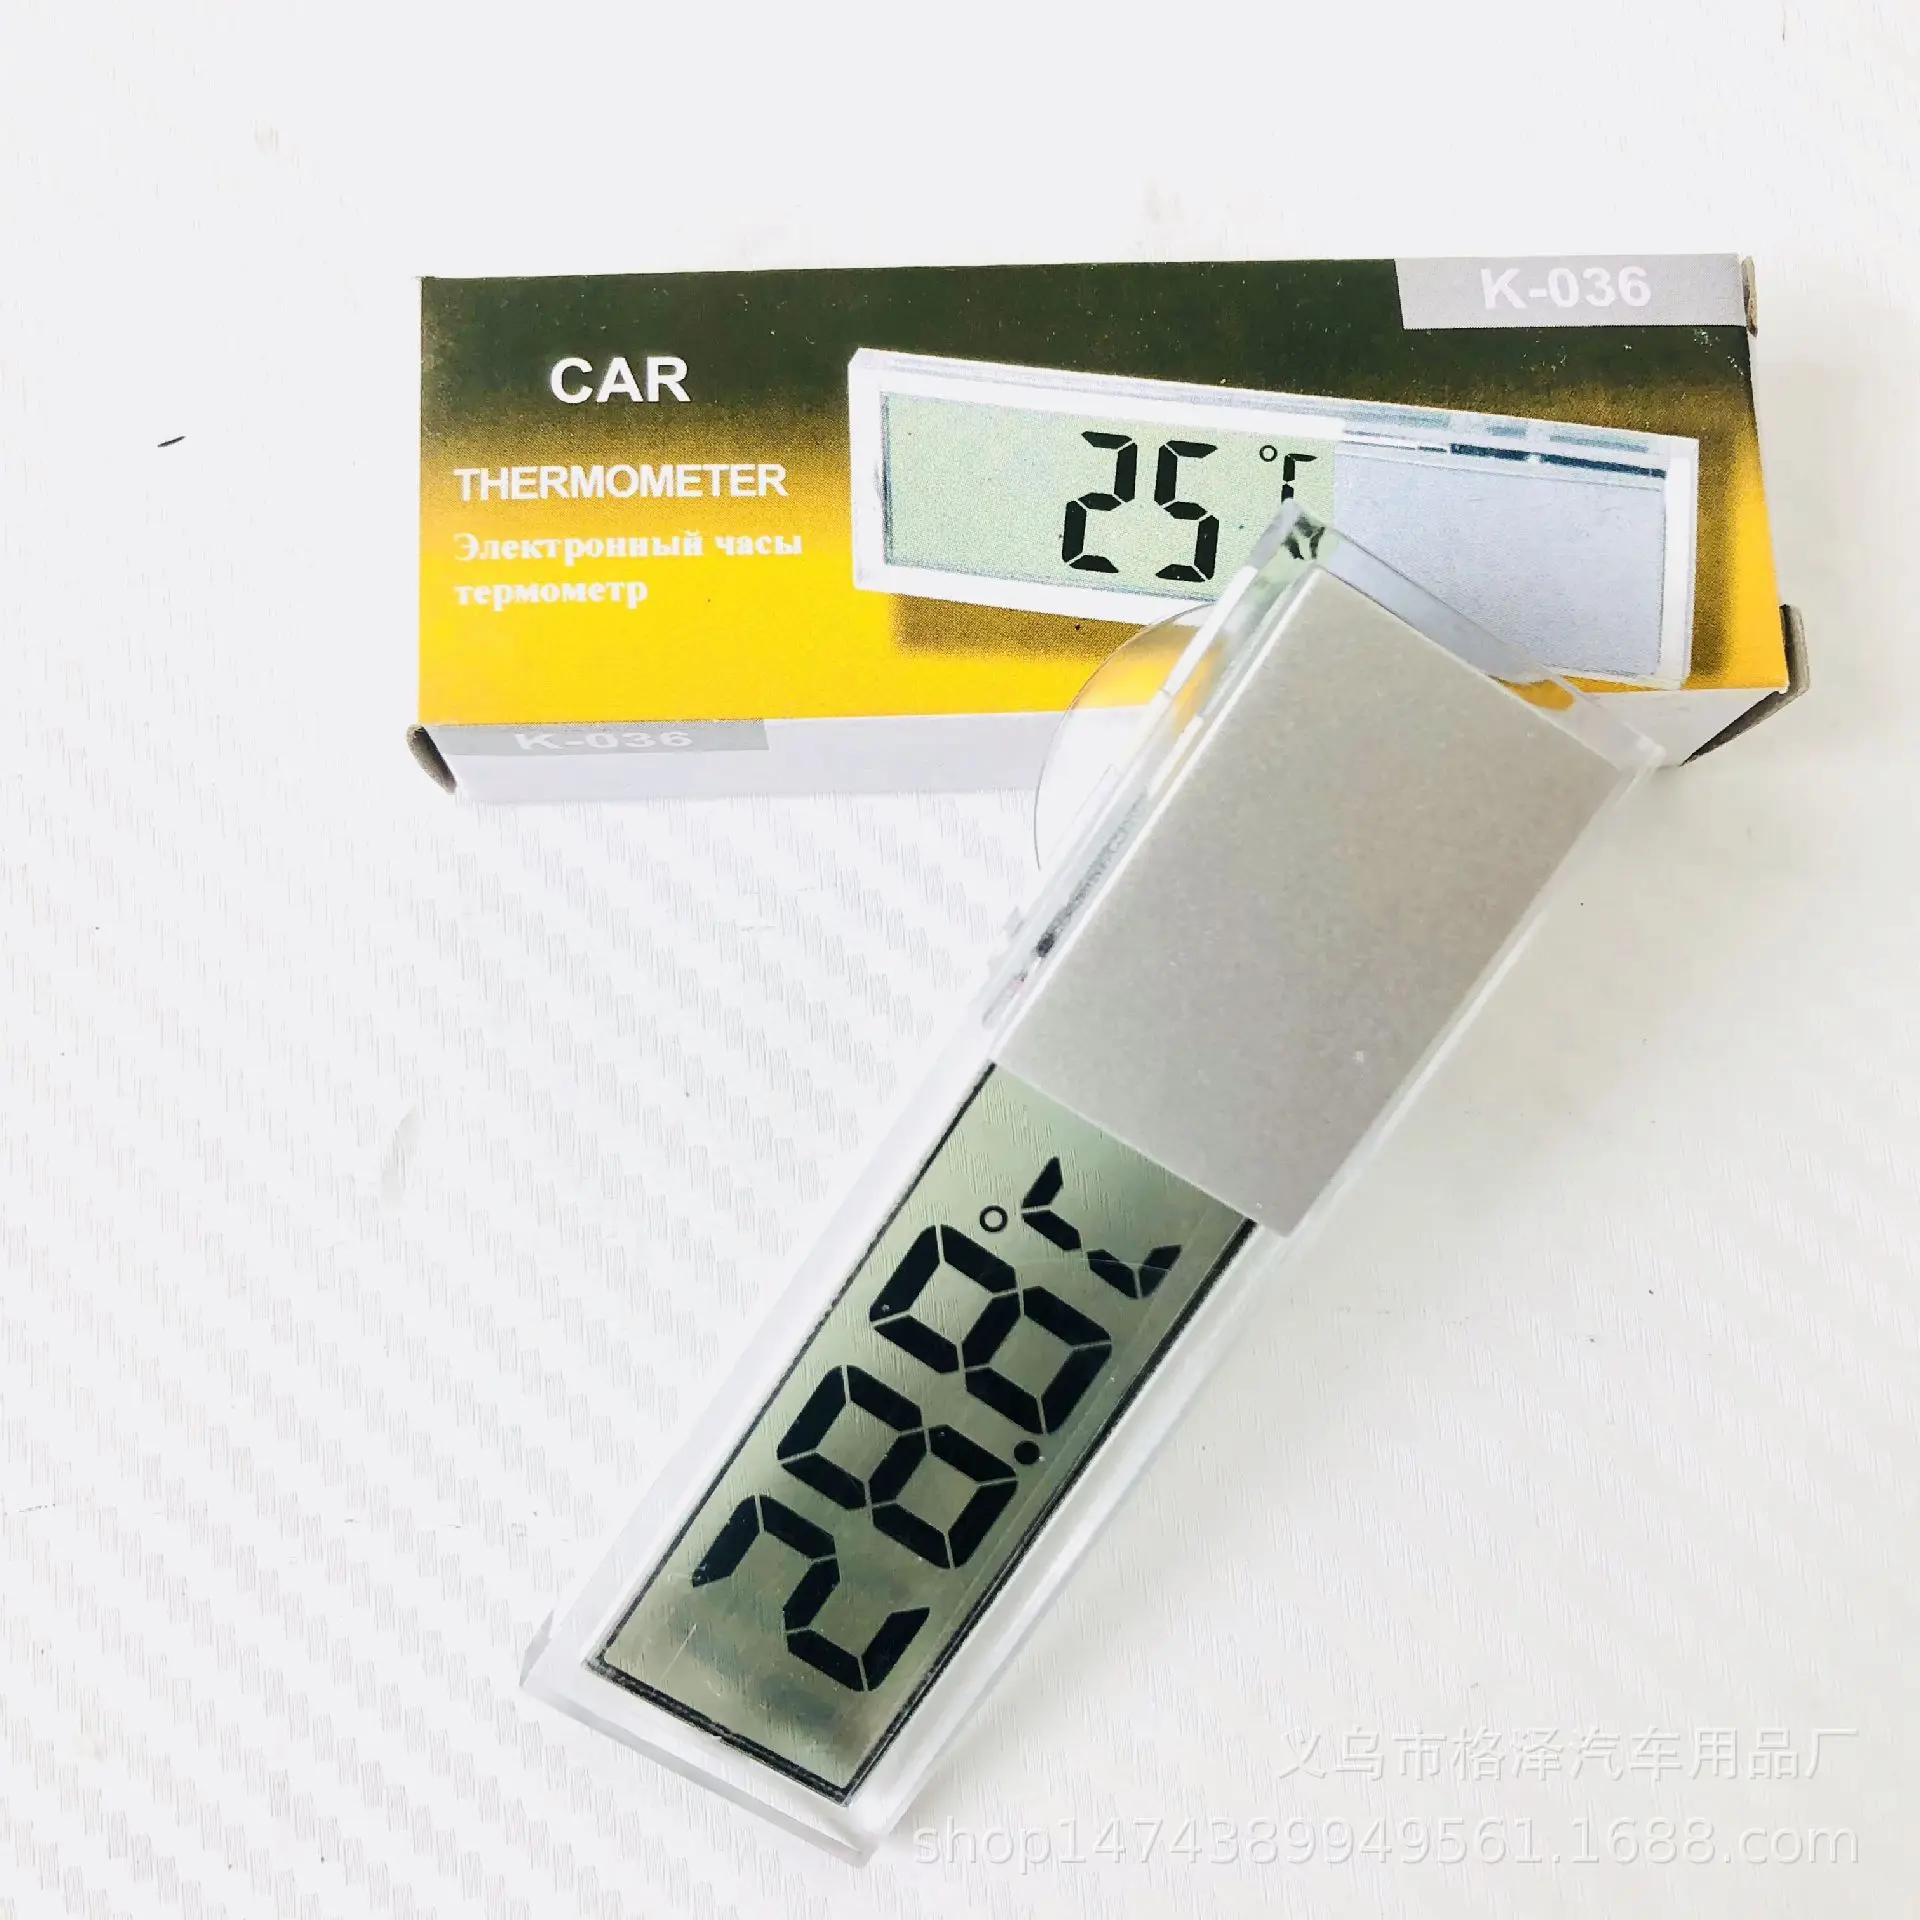 K-036
CAR
THERMOMETER
Электронный часы
термометр
25 °C
K-036
28.8 °C
义乌市格泽汽车用品厂
shop1474389949561.1688.com